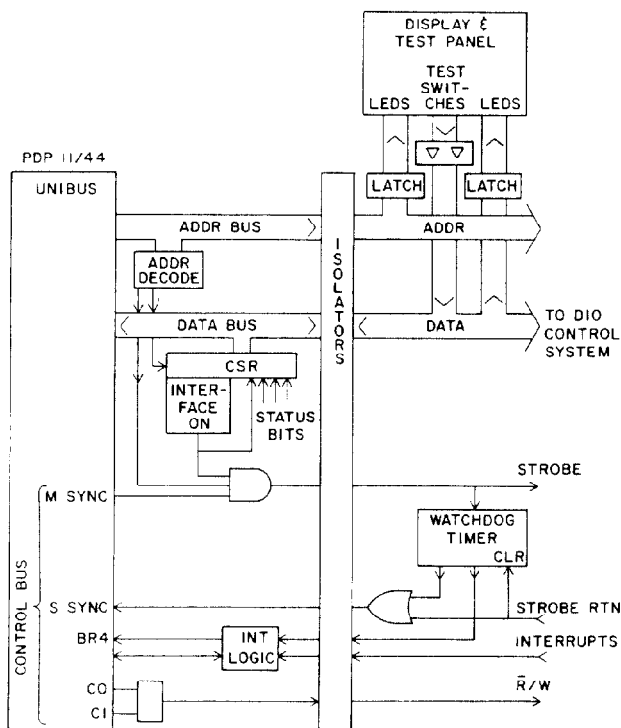 DISPLAY &
TEST PANEL
TEST
SWIT-
LEDS CHES LEDS
PDP 11/44
UNIBUS
LATCH LATCH
ADDR BUS ADDR
ADDR
DECODE
ISOLATORS
DATA BUS DATA
TO DIO
CONTROL
SYSTEM
CSR
INTER-
FACE
ON
STATUS
BITS
STROBE
M SYNC
WATCHDOG
TIMER
CLR
CONTROL BUS
S SYNC STROBE RTN
BR4 INT
LOGIC
INTERRUPTS
C0
C1
R̄/W